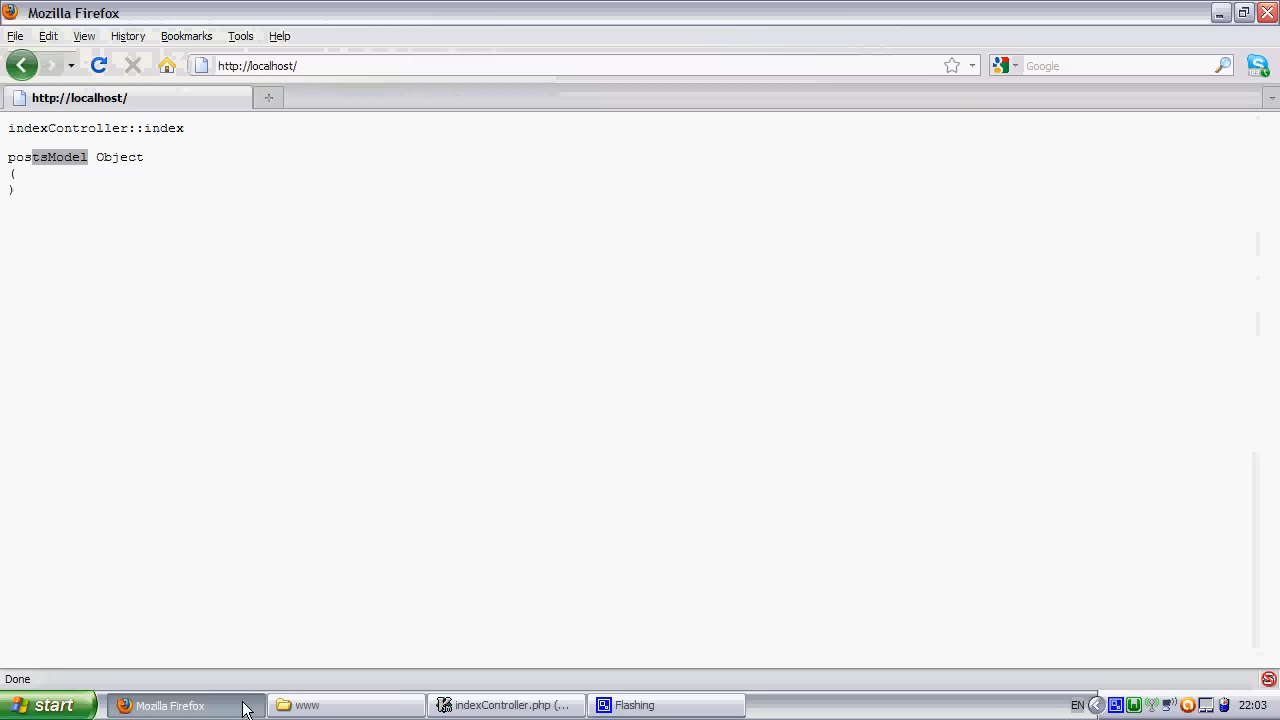 Mozilla Firefox
File Edit View History Bookmarks Tools Help
http://localhost/ Google
http://localhost/
indexController::index
postsModel Object
(
)
Done
start Mozilla Firefox www indexController.php (... Flashing EN 22:03